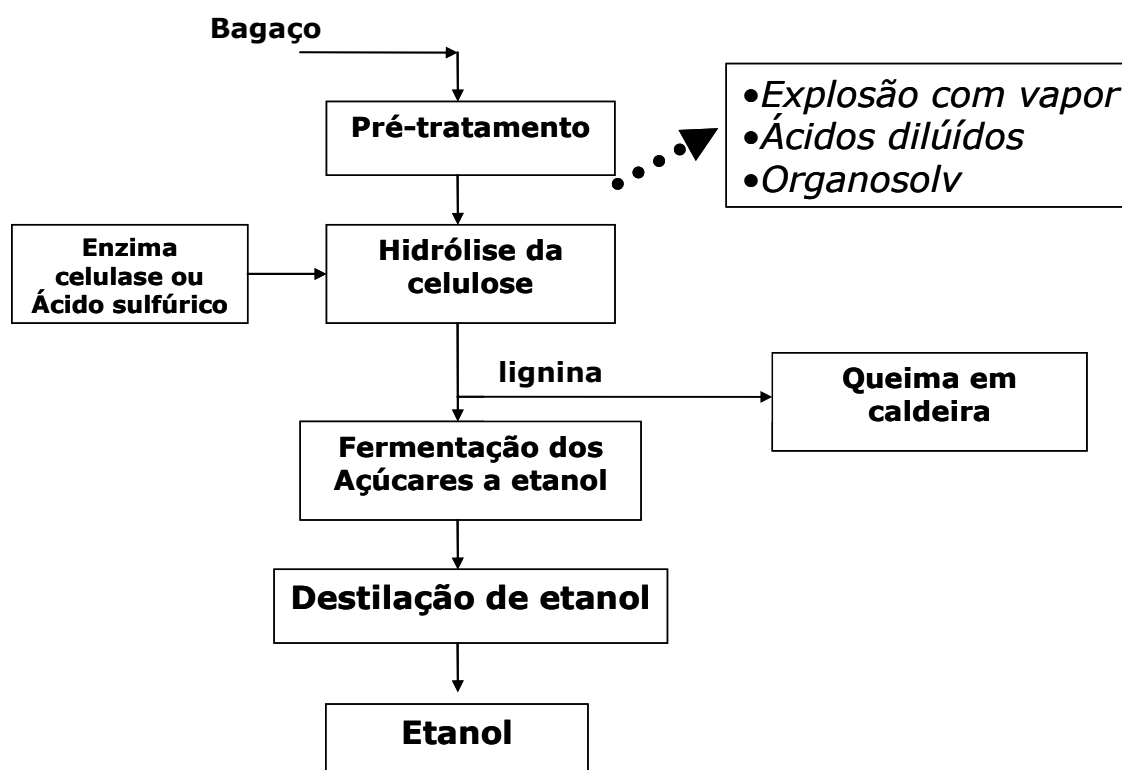 Bagaço
Pré-tratamento
•Explosão com vapor
•Ácidos dilúídos
•Organosolv
Enzima
celulase ou
Ácido sulfúrico
Hidrólise da
celulose
lignina
Queima em
caldeira
Fermentação dos
Açúcares a etanol
Destilação de etanol
Etanol